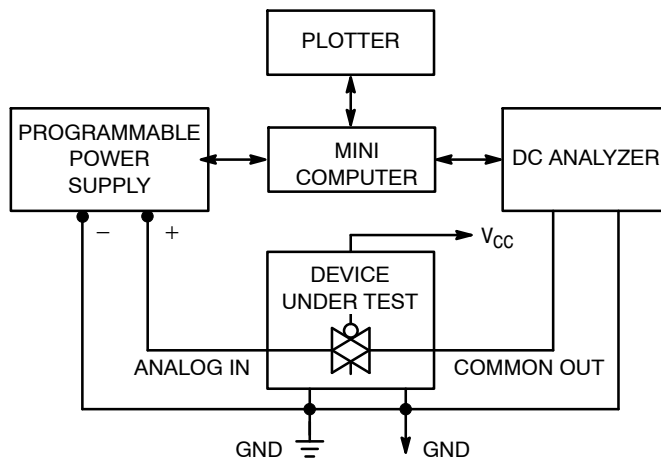 PLOTTER
PROGRAMMABLE
POWER
SUPPLY
MINI
COMPUTER
DC ANALYZER
− +
VCC
DEVICE
UNDER TEST
ANALOG IN
COMMON OUT
GND
GND